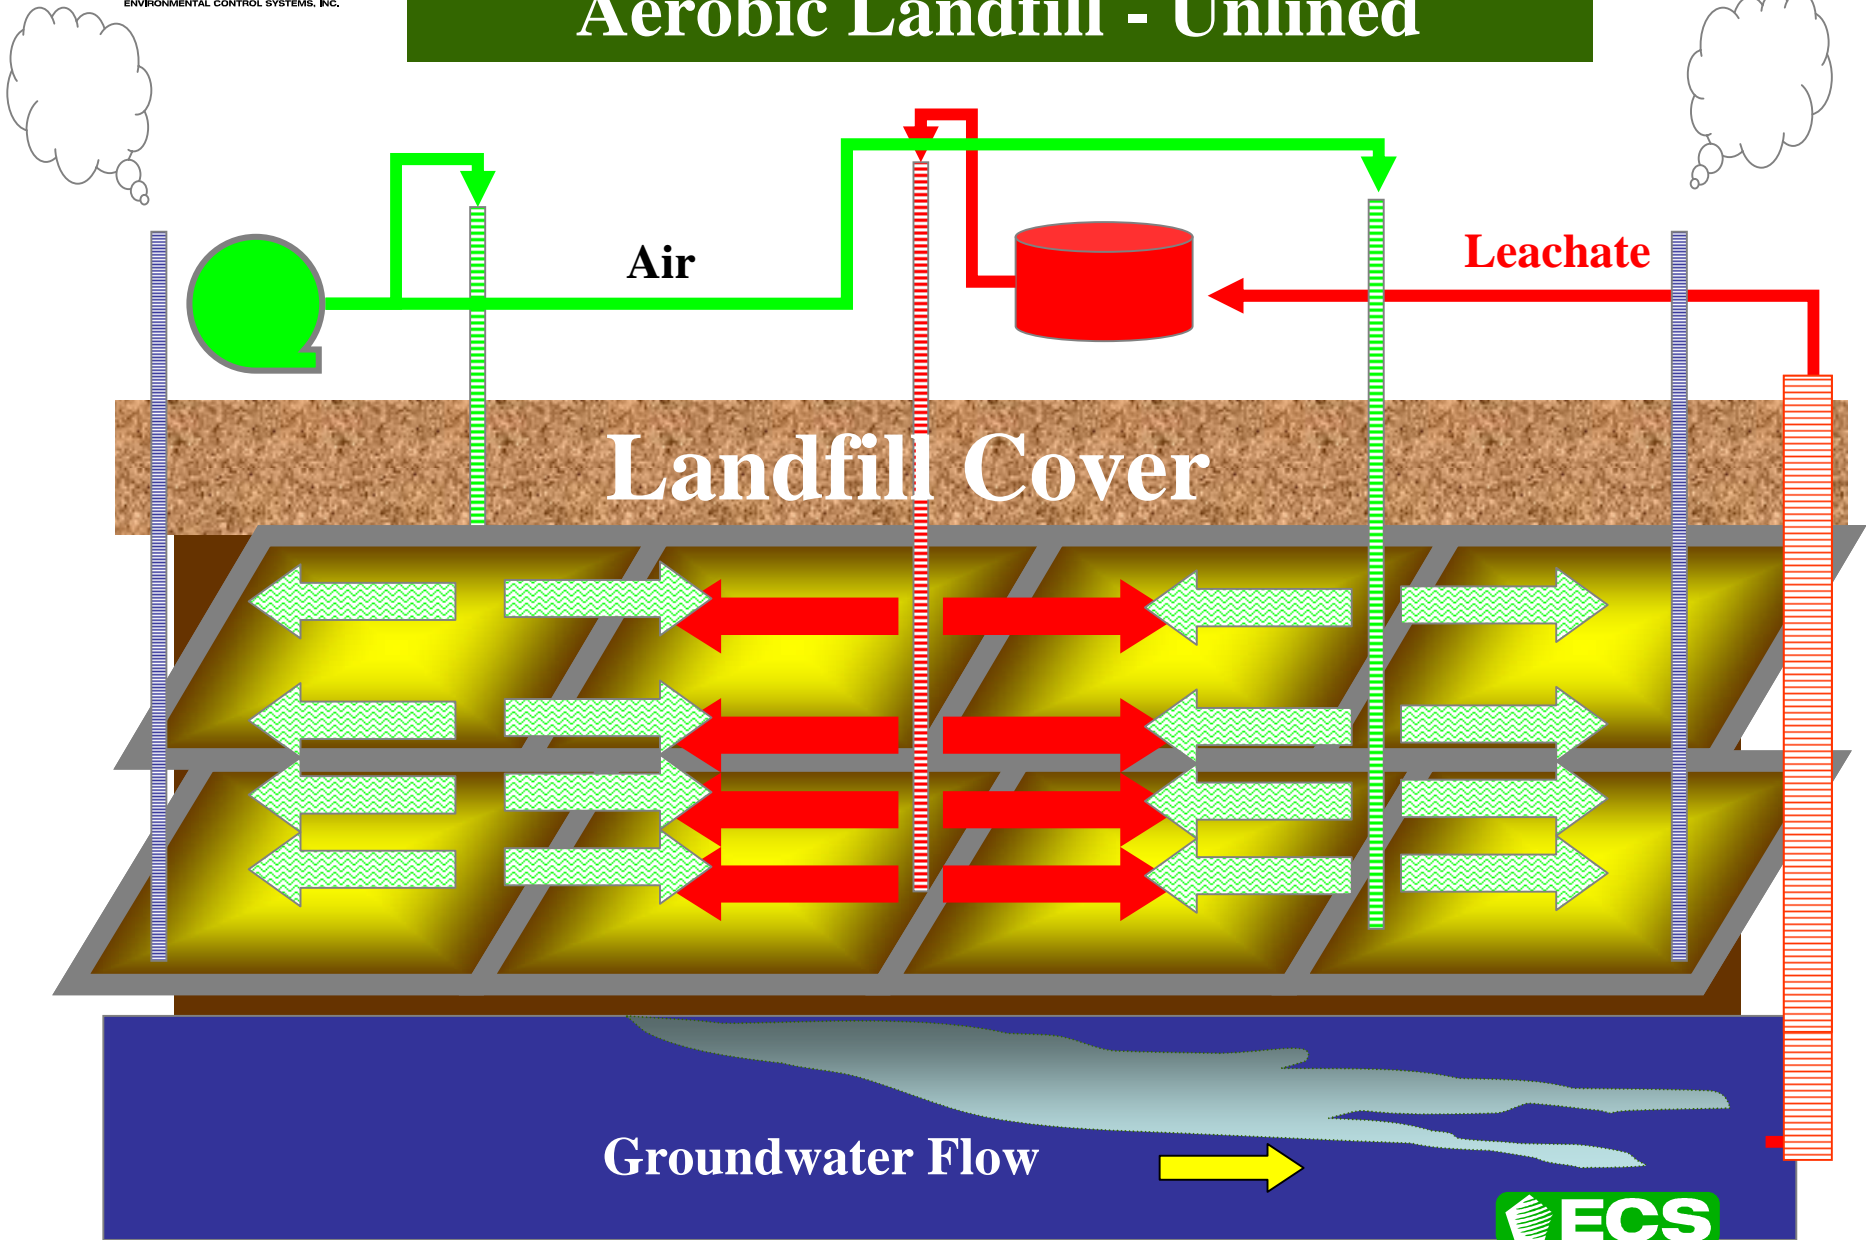 ENVIRONMENTAL CONTROL SYSTEMS, INC.
Aerobic Landfill - Unlined
Air
Leachate
Landfill Cover
Groundwater Flow
ECS